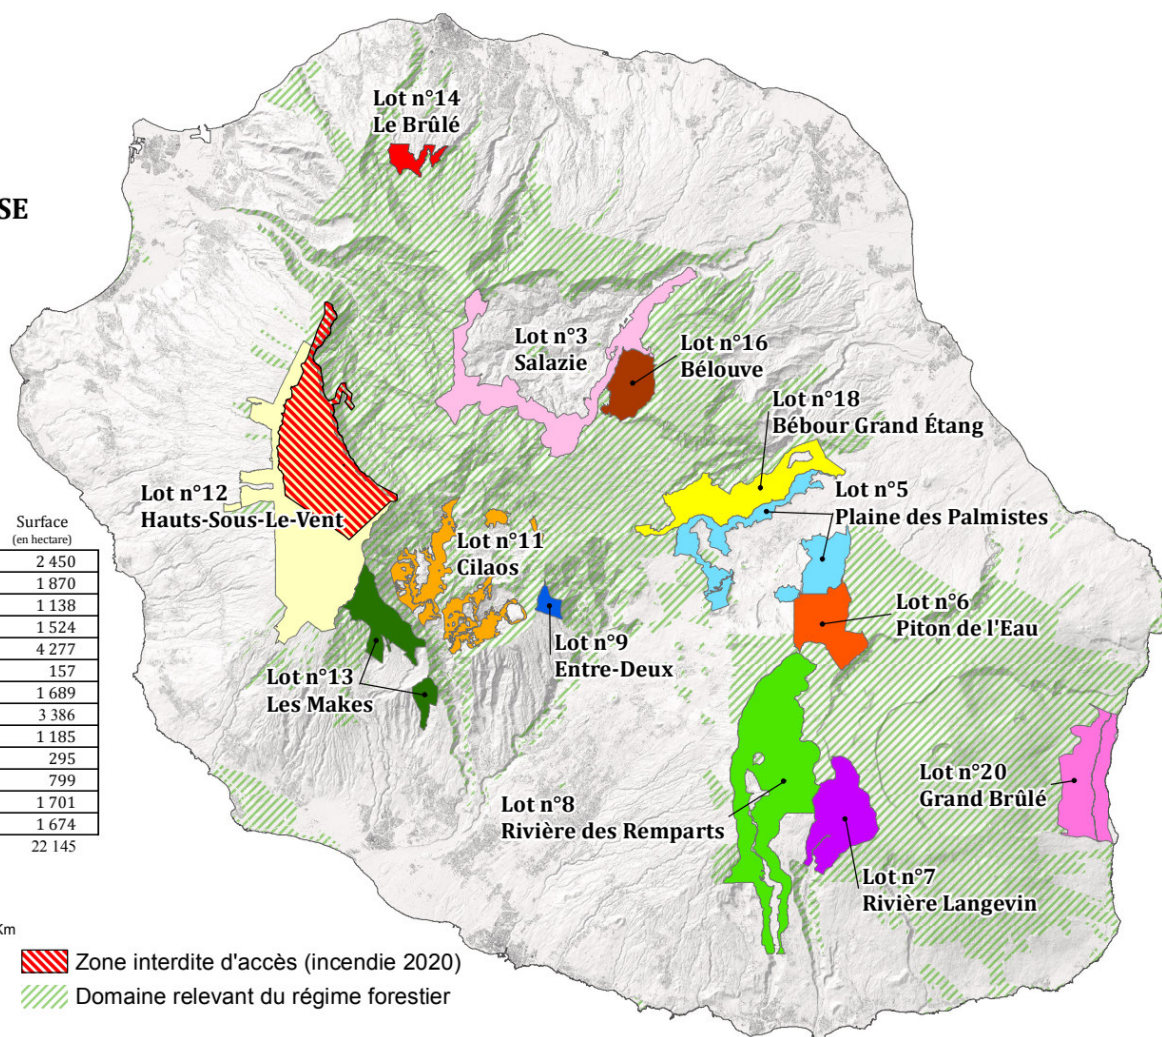 SE
Surface
(en hectare)
2 450
1 870
1 138
1 524
4 277
157
1 689
3 386
1 185
295
799
1 701
1 674
22 145
Km
Zone interdite d'accès (incendie 2020)
Domaine relevant du régime forestier
Lot n°14
Le Brûlé
Lot n°3
Salazie
Lot n°16
Bélouve
Lot n°18
Bébour Grand Étang
Lot n°5
Plaine des Palmistes
Lot n°12
Hauts-Sous-Le-Vent
Lot n°11
Cilaos
Lot n°6
Piton de l'Eau
Lot n°9
Entre-Deux
Lot n°13
Les Makes
Lot n°20
Grand Brûlé
Lot n°8
Rivière des Remparts
Lot n°7
Rivière Langevin